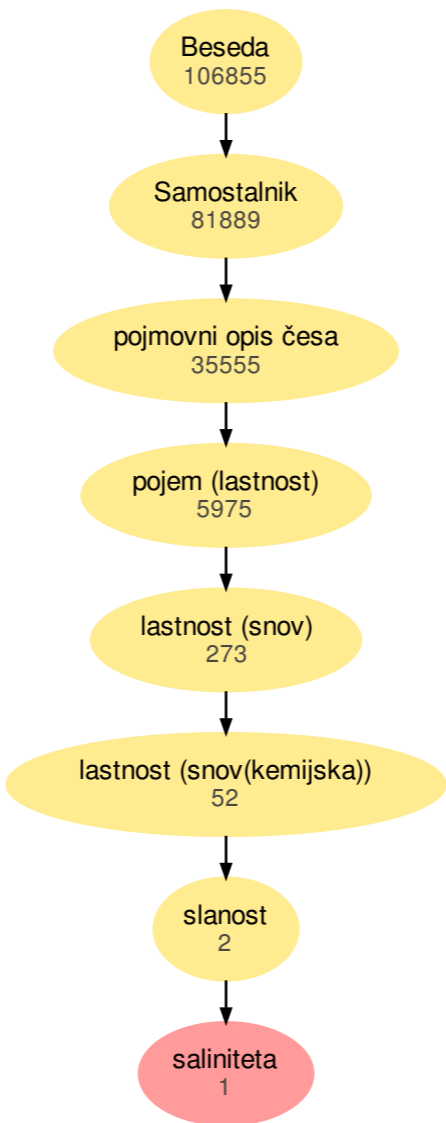 Beseda
106855
Samostalnik
81889
pojmovni opis česa
35555
pojem (lastnost)
5975
lastnost (snov)
273
lastnost (snov(kemijska))
52
slanost
2
saliniteta
1